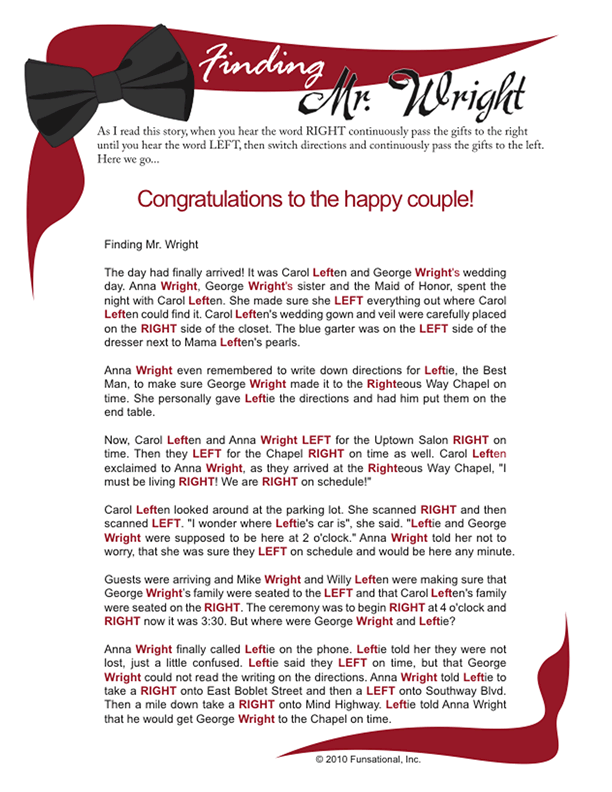 Finding
Mr. Wright
As I read this story, when you hear the word RIGHT continuously pass the gifts to the right
until you hear the word LEFT, then switch directions and continuously pass the gifts to the left.
Here we go...
Congratulations to the happy couple!
Finding Mr. Wright
The day had finally arrived! It was Carol Leften and George Wright's wedding
day. Anna Wright, George Wright's sister and the Maid of Honor, spent the
night with Carol Leften. She made sure she LEFT everything out where Carol
Leften could find it. Carol Leften's wedding gown and veil were carefully placed
on the RIGHT side of the closet. The blue garter was on the LEFT side of the
dresser next to Mama Leften's pearls.
Anna Wright even remembered to write down directions for Leftie, the Best
Man, to make sure George Wright made it to the Righteous Way Chapel on
time. She personally gave Leftie the directions and had him put them on the
end table.
Now, Carol Leften and Anna Wright LEFT for the Uptown Salon RIGHT on
time. Then they LEFT for the Chapel RIGHT on time as well. Carol Leften
exclaimed to Anna Wright, as they arrived at the Righteous Way Chapel, "I
must be living RIGHT! We are RIGHT on schedule!"
Carol Leften looked around at the parking lot. She scanned RIGHT and then
scanned LEFT. "I wonder where Leftie's car is", she said. "Leftie and George
Wright were supposed to be here at 2 o'clock." Anna Wright told her not to
worry, that she was sure they LEFT on schedule and would be here any minute.
Guests were arriving and Mike Wright and Willy Leften were making sure that
George Wright's family were seated to the LEFT and that Carol Leften's family
were seated on the RIGHT. The ceremony was to begin RIGHT at 4 o'clock and
RIGHT now it was 3:30. But where were George Wright and Leftie?
Anna Wright finally called Leftie on the phone. Leftie told her they were not
lost, just a little confused. Leftie said they LEFT on time, but that George
Wright could not read the writing on the directions. Anna Wright told Leftie to
take a RIGHT onto East Boblet Street and then a LEFT onto Southway Blvd.
Then a mile down take a RIGHT onto Mind Highway. Leftie told Anna Wright
that he would get George Wright to the Chapel on time.
© 2010 Funsational, Inc.